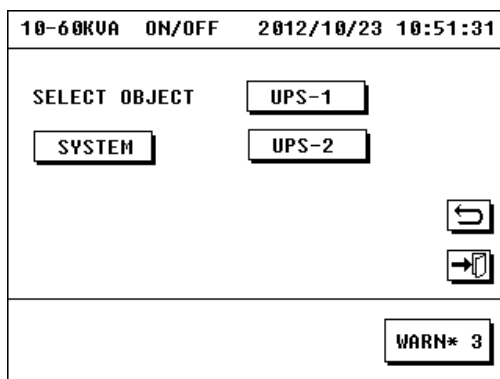 10-60KVA ON/OFF 2012/10/23 10:51:31
SELECT OBJECT UPS-1
SYSTEM UPS-2
WARN* 3